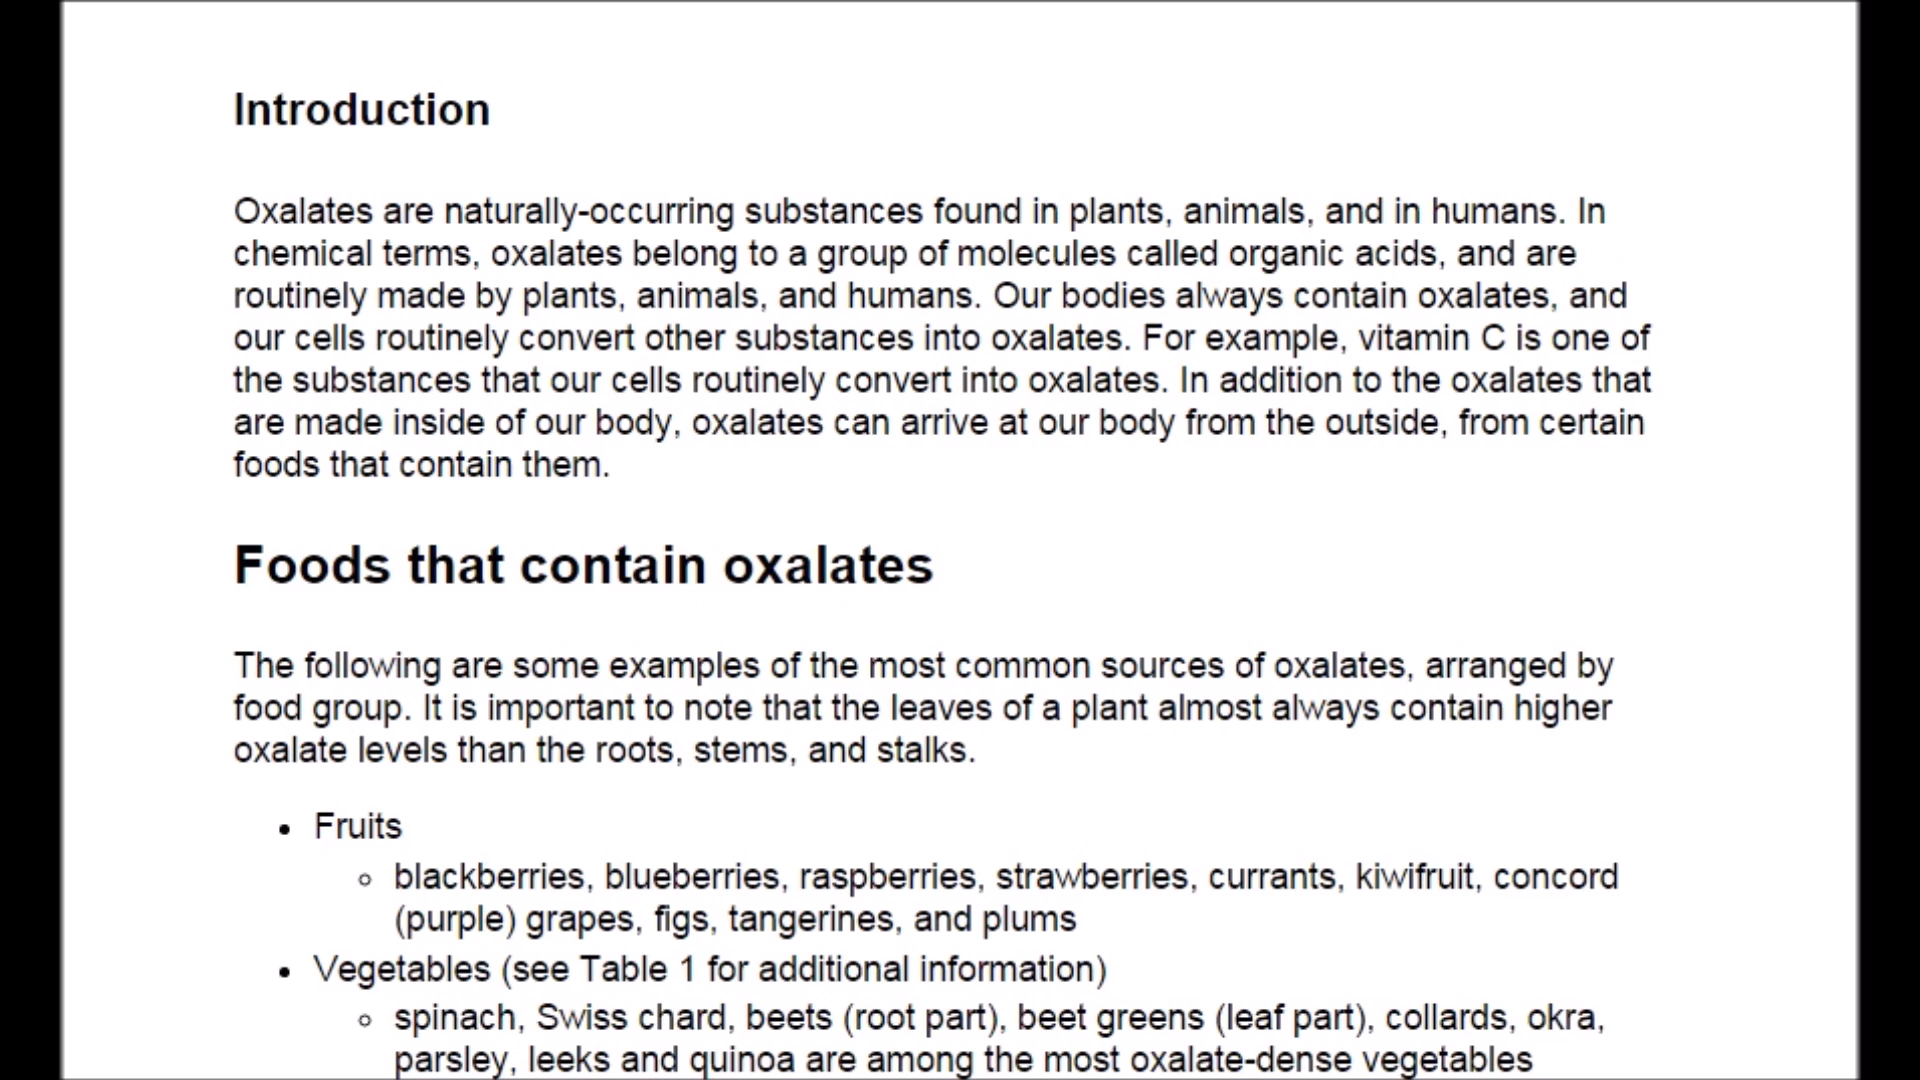 Introduction
Oxalates are naturally-occurring substances found in plants, animals, and in humans. In
chemical terms, oxalates belong to a group of molecules called organic acids, and are
routinely made by plants, animals, and humans. Our bodies always contain oxalates, and
our cells routinely convert other substances into oxalates. For example, vitamin C is one of
the substances that our cells routinely convert into oxalates. In addition to the oxalates that
are made inside of our body, oxalates can arrive at our body from the outside, from certain
foods that contain them.
Foods that contain oxalates
The following are some examples of the most common sources of oxalates, arranged by
food group. It is important to note that the leaves of a plant almost always contain higher
oxalate levels than the roots, stems, and stalks.
• Fruits
◦ blackberries, blueberries, raspberries, strawberries, currants, kiwifruit, concord
(purple) grapes, figs, tangerines, and plums
• Vegetables (see Table 1 for additional information)
◦ spinach, Swiss chard, beets (root part), beet greens (leaf part), collards, okra,
parsley, leeks and quinoa are among the most oxalate-dense vegetables